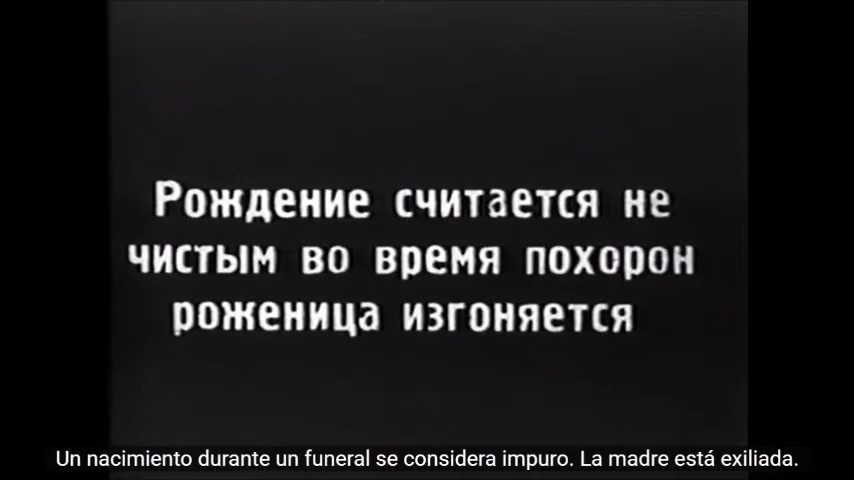 Рождение считается не
чистым во время похорон
роженица изгоняется
Un nacimiento durante un funeral se considera impuro. La madre está exiliada.